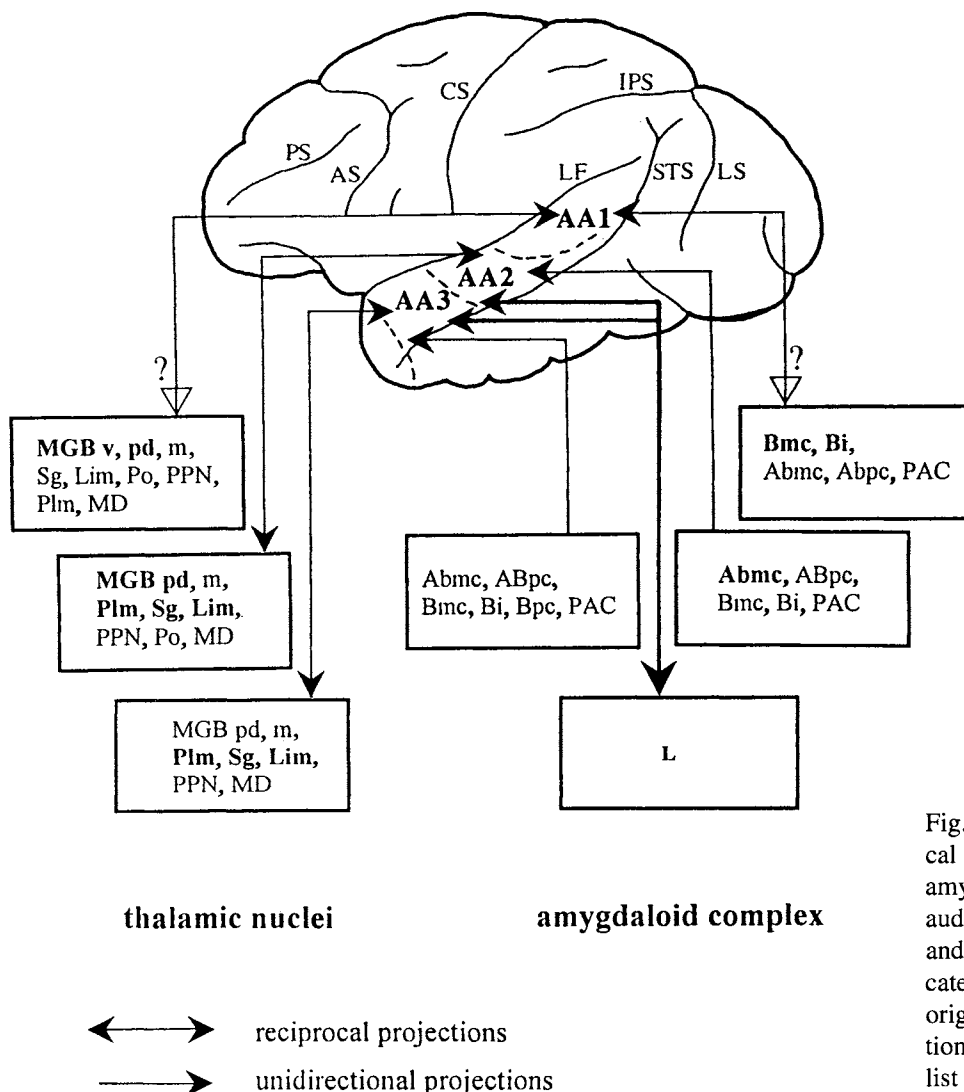 CS
IPS
PS
AS
LF
STS
LS
AA1
AA2
AA3
?
?
MGB v, pd, m,
Sg, Lim, Po, PPN,
Plm, MD
Bmc, Bi,
Abmc, Abpc, PAC
MGB pd, m,
Plm, Sg, Lim,
PPN, Po, MD
Abmc, ABpc,
Bmc, Bi, Bpc, PAC
Abmc, ABpc,
Bmc, Bi, PAC
MGB pd, m,
Plm, Sg, Lim,
PPN, MD
L
thalamic nuclei
amygdaloid complex
reciprocal projections
unidirectional projections
Fig.
cal
amy
aud
and
cate
orig
tion
list